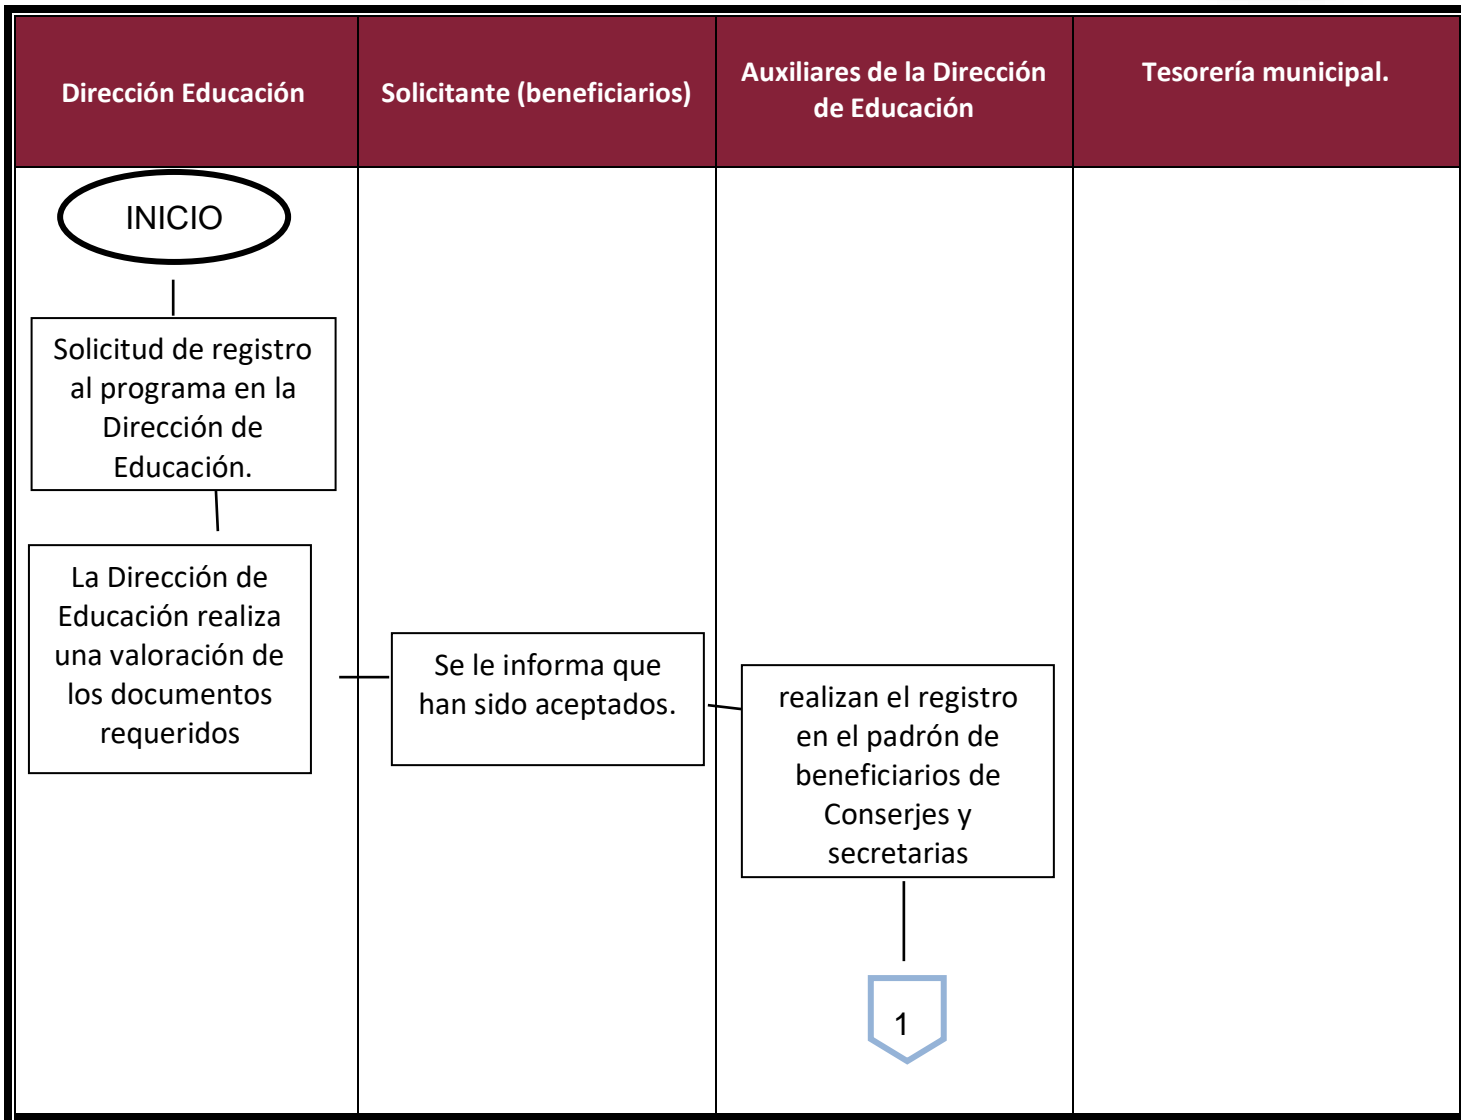 Dirección Educación
Solicitante (beneficiarios)
Auxiliares de la Dirección
de Educación
Tesorería municipal.
INICIO
Solicitud de registro
al programa en la
Dirección de
Educación.
La Dirección de
Educación realiza
una valoración de
los documentos
requeridos
Se le informa que
han sido aceptados.
realizan el registro
en el padrón de
beneficiarios de
Conserjes y
secretarias
1